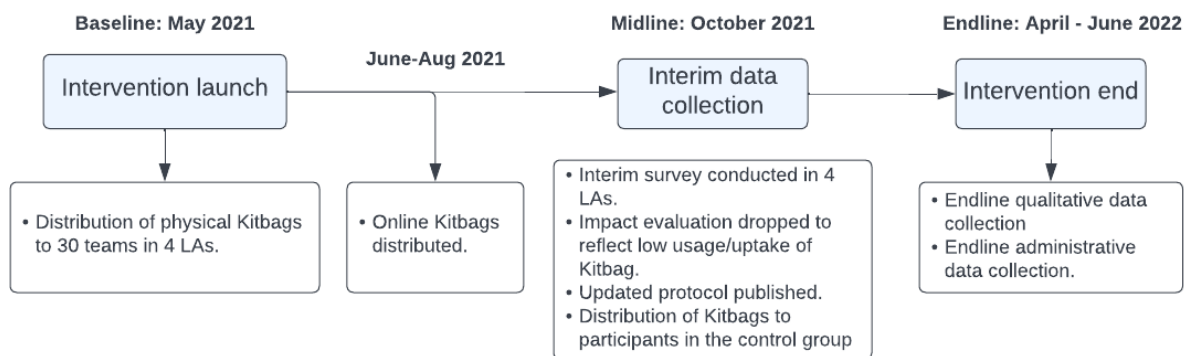 Baseline: May 2021
Midline: October 2021
Endline: April - June 2022
June-Aug 2021
Intervention launch
Interim data
collection
Intervention end
• Distribution of physical Kitbags
to 30 teams in 4 LAs.
• Online Kitbags
distributed.
• Interim survey conducted in 4
LAs.
• Impact evaluation dropped to
reflect low usage/uptake of
Kitbag.
• Updated protocol published.
• Distribution of Kitbags to
participants in the control group
• Endline qualitative data
collection
• Endline administrative
data collection.